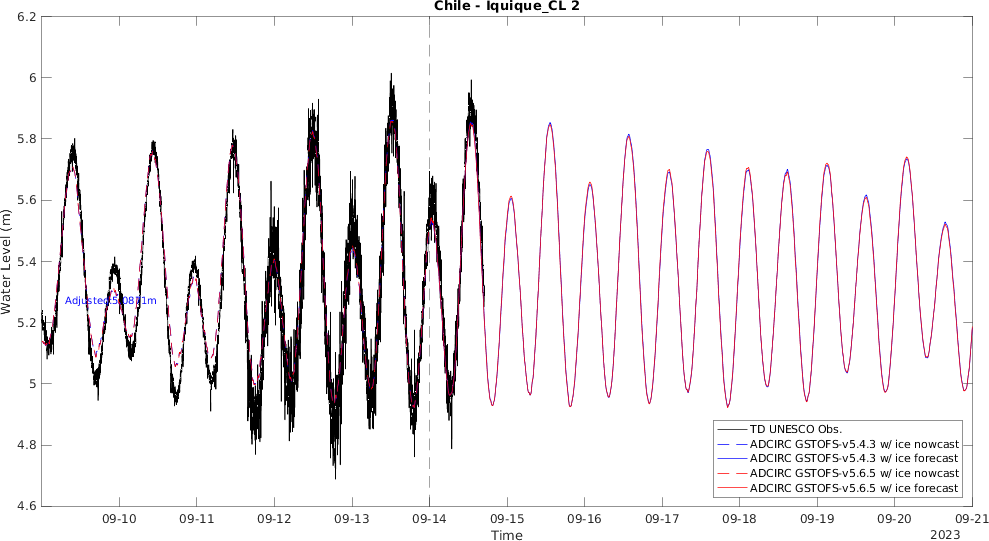 Chile - Iquique_CL 2
6.2
6
5.8
5.6
5.4
5.2
5
4.8
4.6
Water Level (m)
TD UNESCO Obs.
ADCIRC GSTOFS-v5.4.3 w/ ice nowcast
ADCIRC GSTOFS-v5.4.3 w/ ice forecast
ADCIRC GSTOFS-v5.6.5 w/ ice nowcast
ADCIRC GSTOFS-v5.6.5 w/ ice forecast
09-10 09-11 09-12 09-13 09-14 09-15 09-16 09-17 09-18 09-19 09-20 09-21
Time
2023